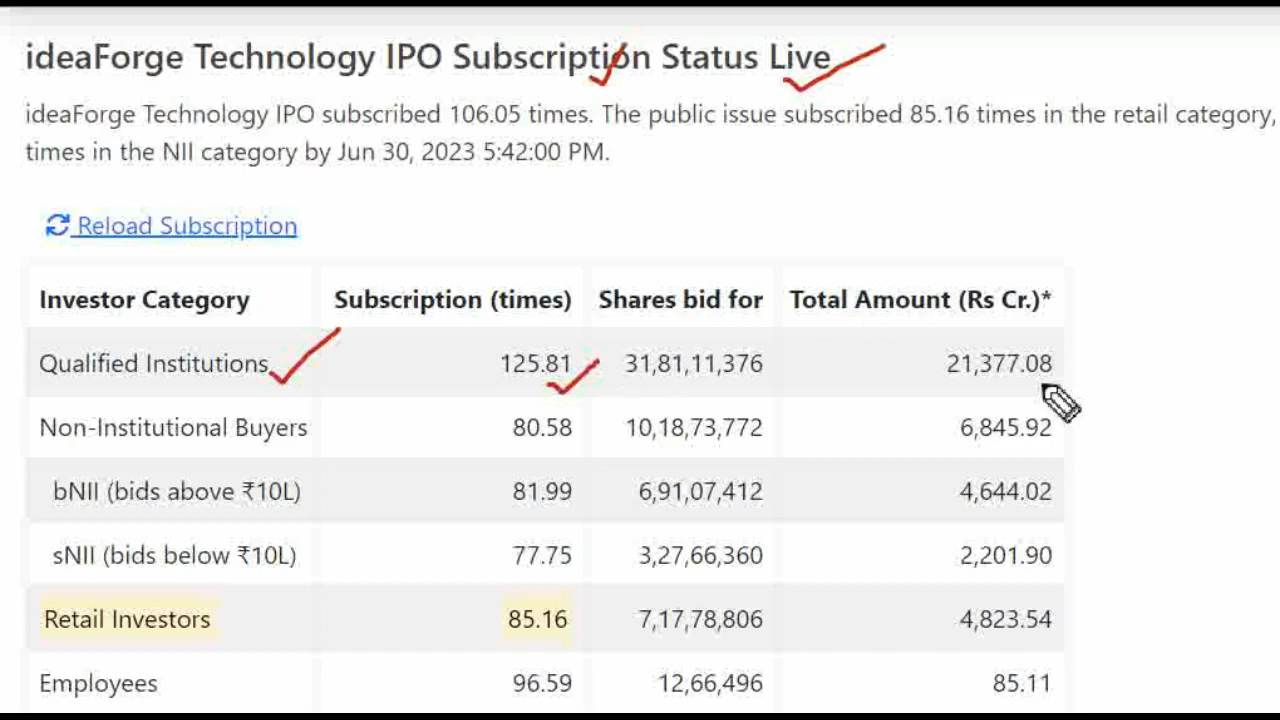 ideaForge Technology IPO Subscription Status Live
ideaForge Technology IPO subscribed 106.05 times. The public issue subscribed 85.16 times in the retail category,
times in the NII category by Jun 30, 2023 5:42:00 PM.
Reload Subscription
Investor Category Subscription (times) Shares bid for Total Amount (Rs Cr.)*
Qualified Institutions 125.81 31,81,11,376 21,377.08
Non-Institutional Buyers 80.58 10,18,73,772 6,845.92
bNII (bids above ₹10L) 81.99 6,91,07,412 4,644.02
sNII (bids below ₹10L) 77.75 3,27,66,360 2,201.90
Retail Investors 85.16 7,17,78,806 4,823.54
Employees 96.59 12,66,496 85.11